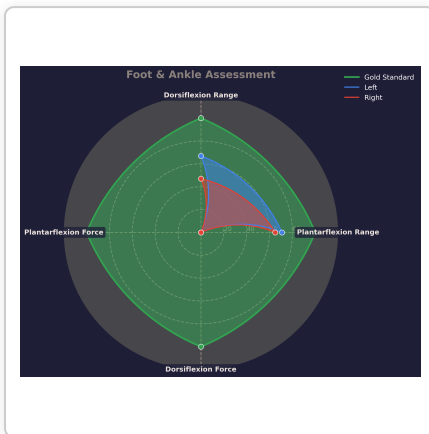 Foot & Ankle Assessment
Gold Standard
Left
Right
Dorsiflexion Range
Plantarflexion Force
Plantarflexion Range
Dorsiflexion Force